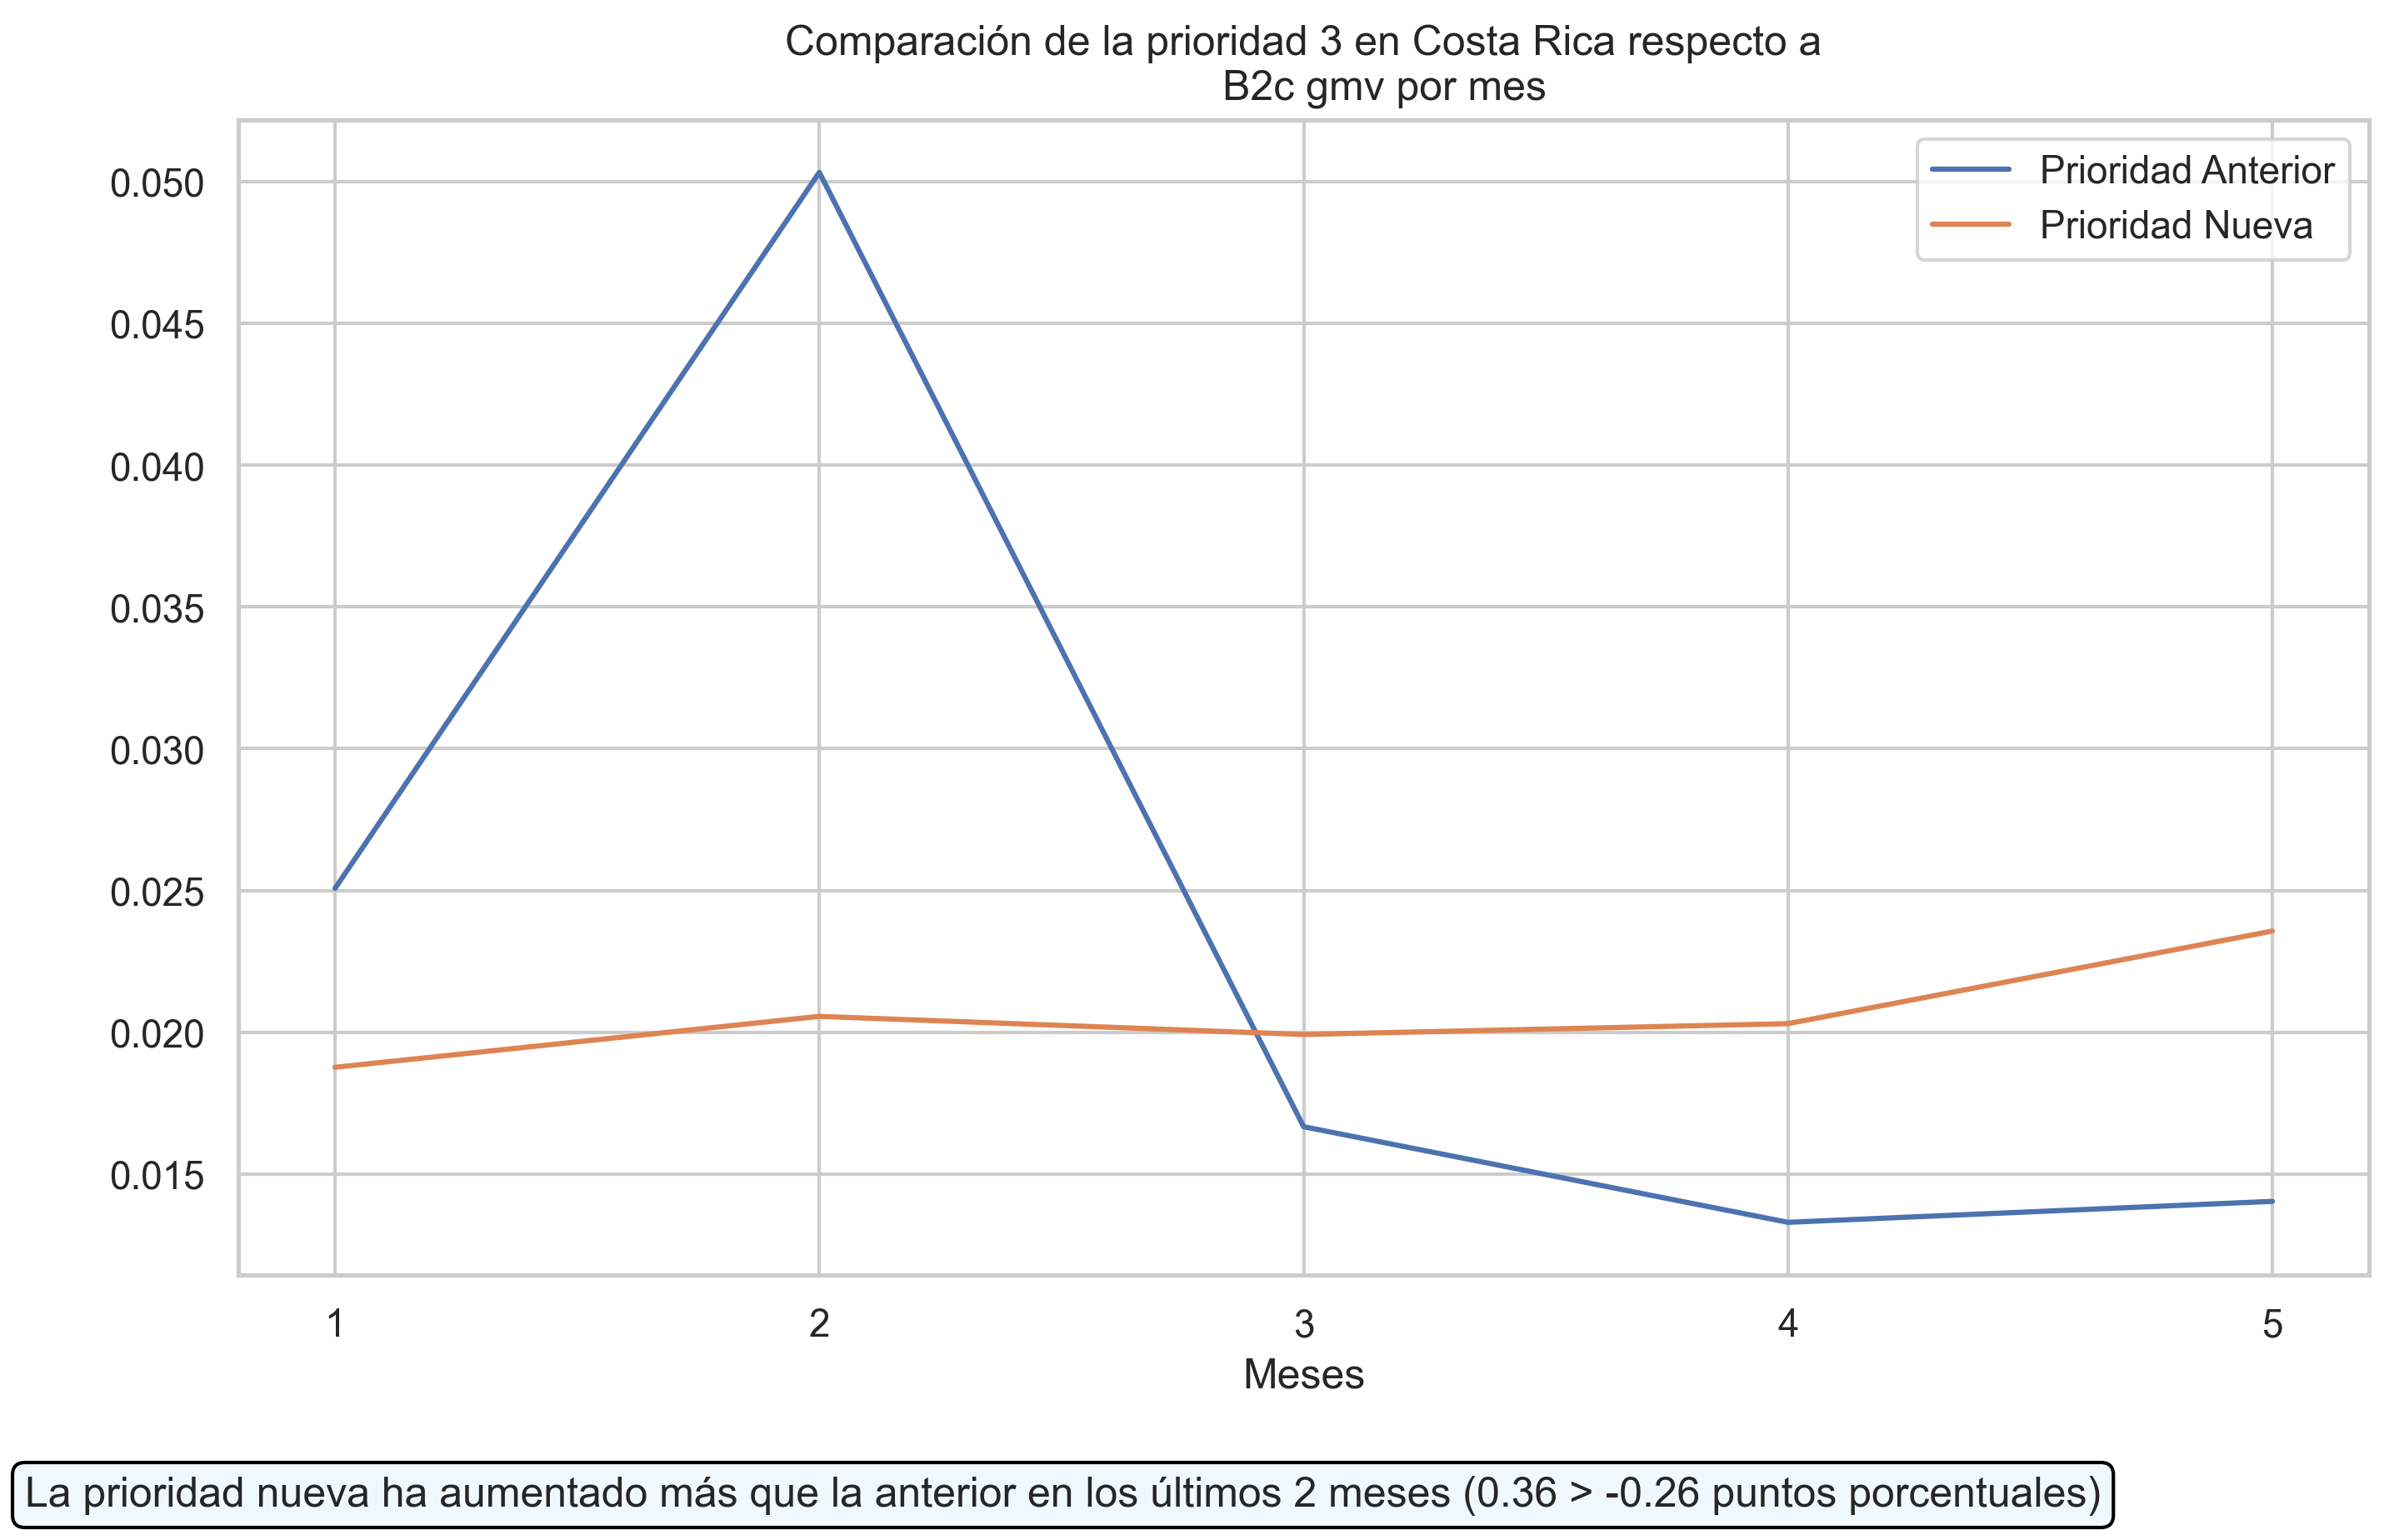 Comparación de la prioridad 3 en Costa Rica respecto a
B2c gmv por mes
Prioridad Anterior
Prioridad Nueva
0.050
0.045
0.040
0.035
0.030
0.025
0.020
0.015
1 2 3 4 5
Meses
La prioridad nueva ha aumentado más que la anterior en los últimos 2 meses (0.36 > -0.26 puntos porcentuales)